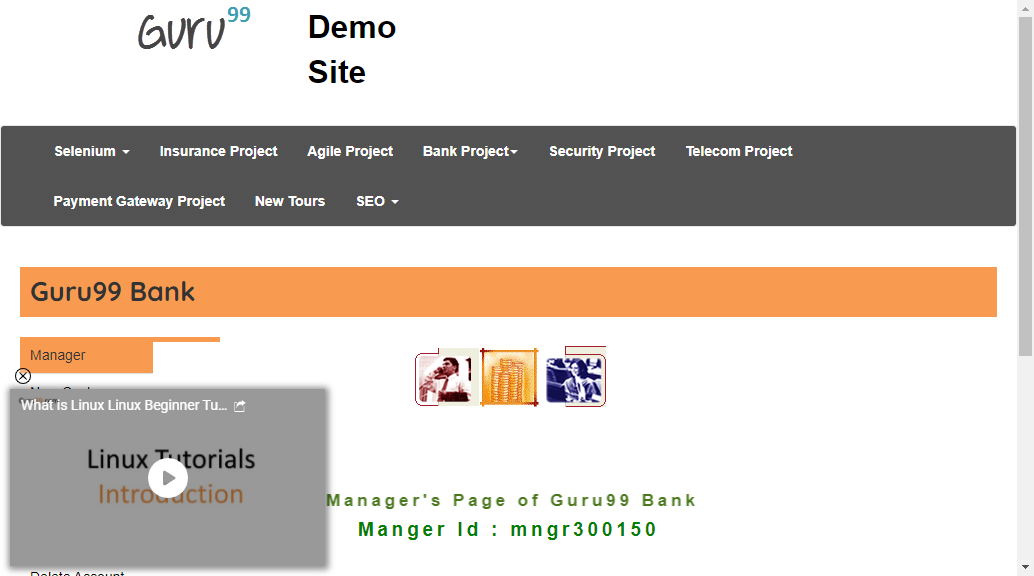 Guru99
Demo
Site
Selenium Insurance Project Agile Project Bank Project Security Project Telecom Project
Payment Gateway Project New Tours SEO
Guru99 Bank
Manager
What is Linux Linux Beginner Tu...
Linux Tutorials
Introduction
Manager's Page of Guru99 Bank
Manger Id : mngr300150
Delete Account